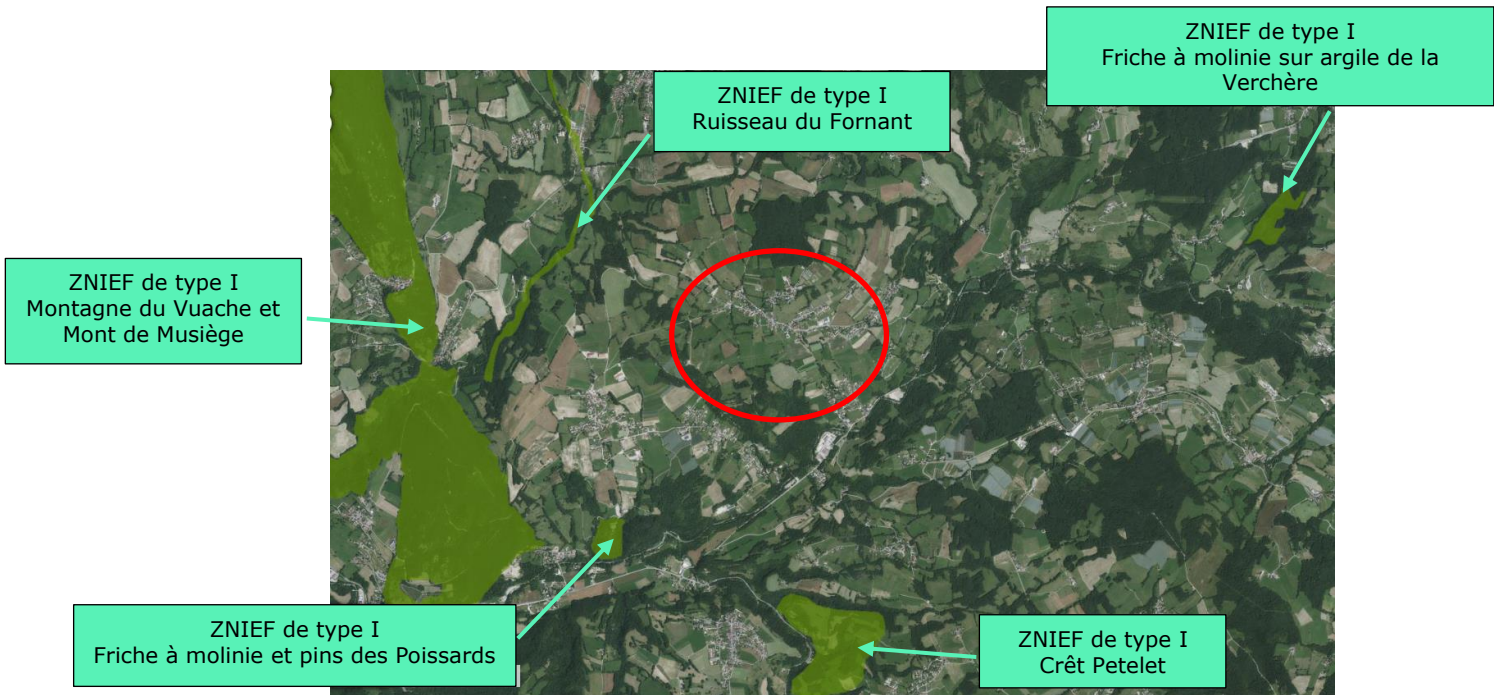 ZNIEF de type I
Friche à molinie sur argile de la
Verchère
ZNIEF de type I
Ruisseau du Fornant
ZNIEF de type I
Montagne du Vuache et
Mont de Musiège
ZNIEF de type I
Friche à molinie et pins des Poissards
ZNIEF de type I
Crêt Petelet